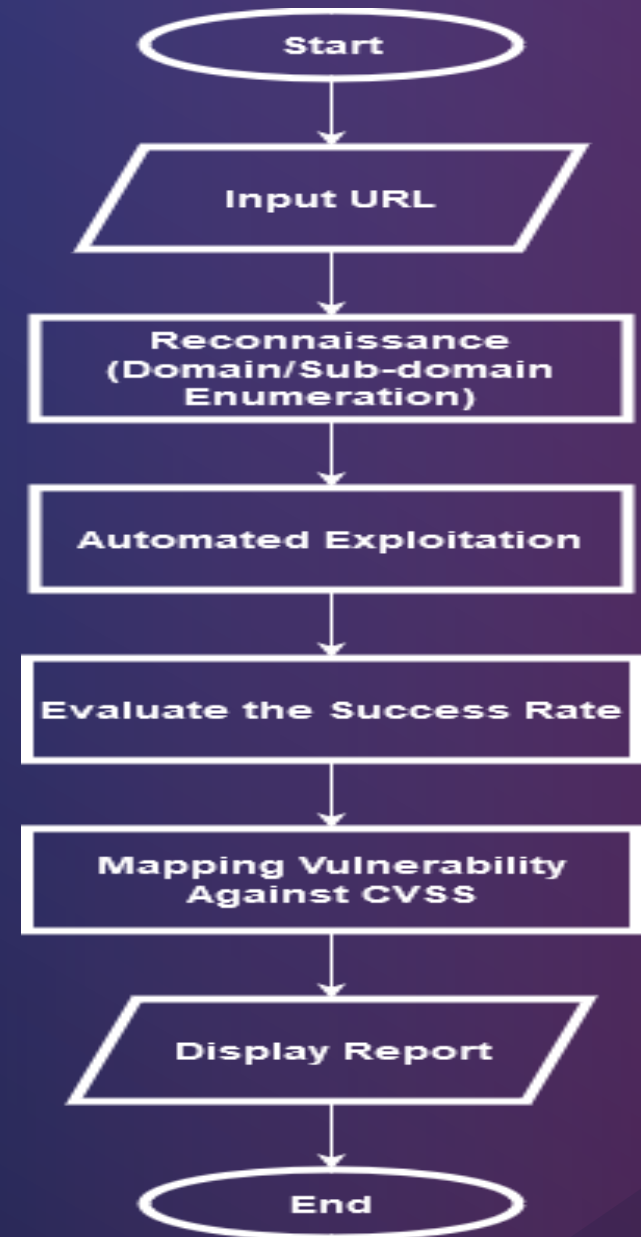 Start
Input URL
Reconnaissance
(Domain/Sub-domain
Enumeration)
Automated Exploitation
Evaluate the Success Rate
Mapping Vulnerability
Against CVSS
Display Report
End